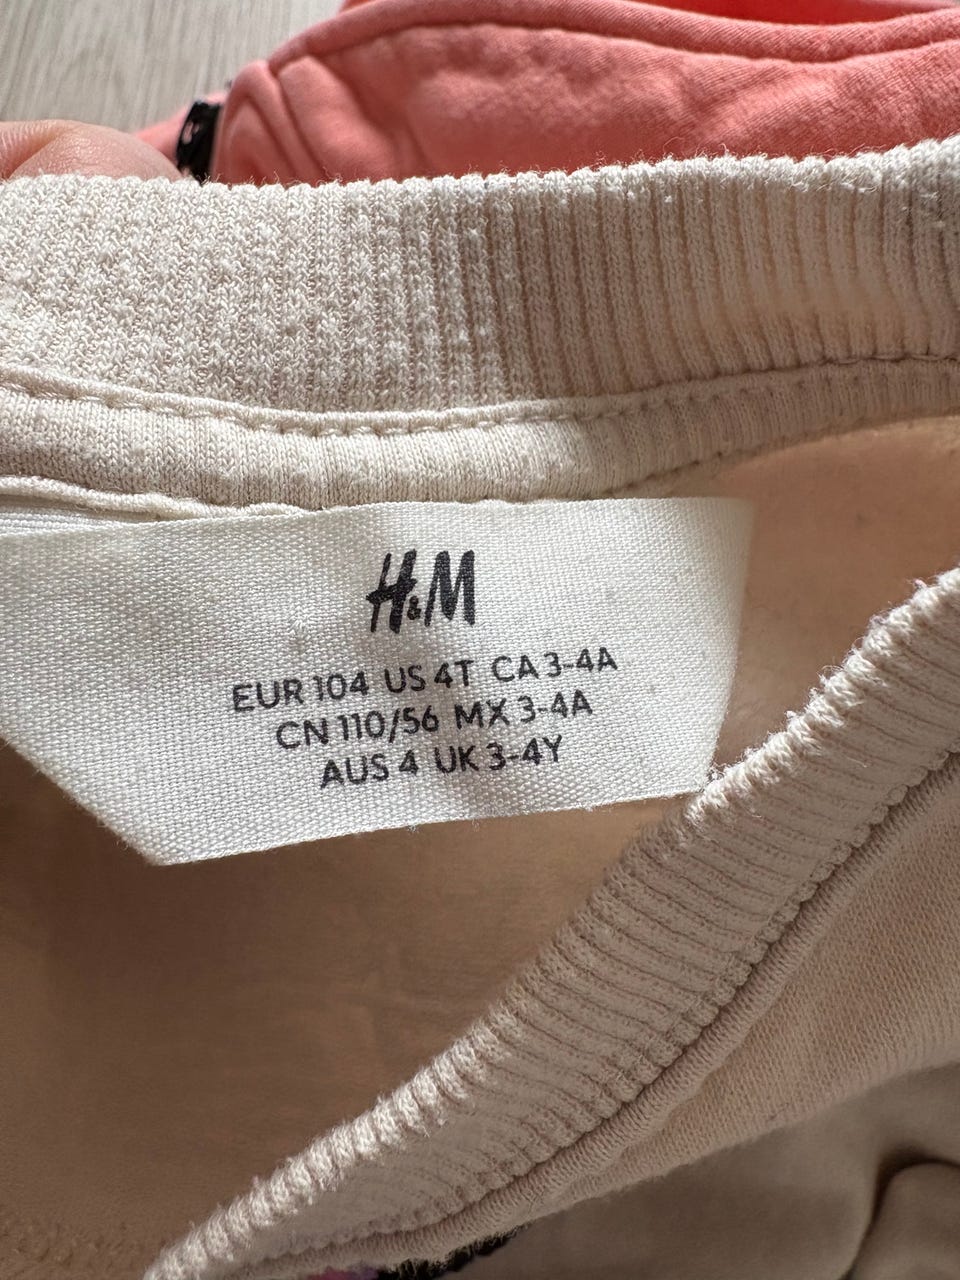 H&M
EUR 104 US 4T CA 3-4A
CN 110/56 MX 3-4A
AUS 4 UK 3-4Y